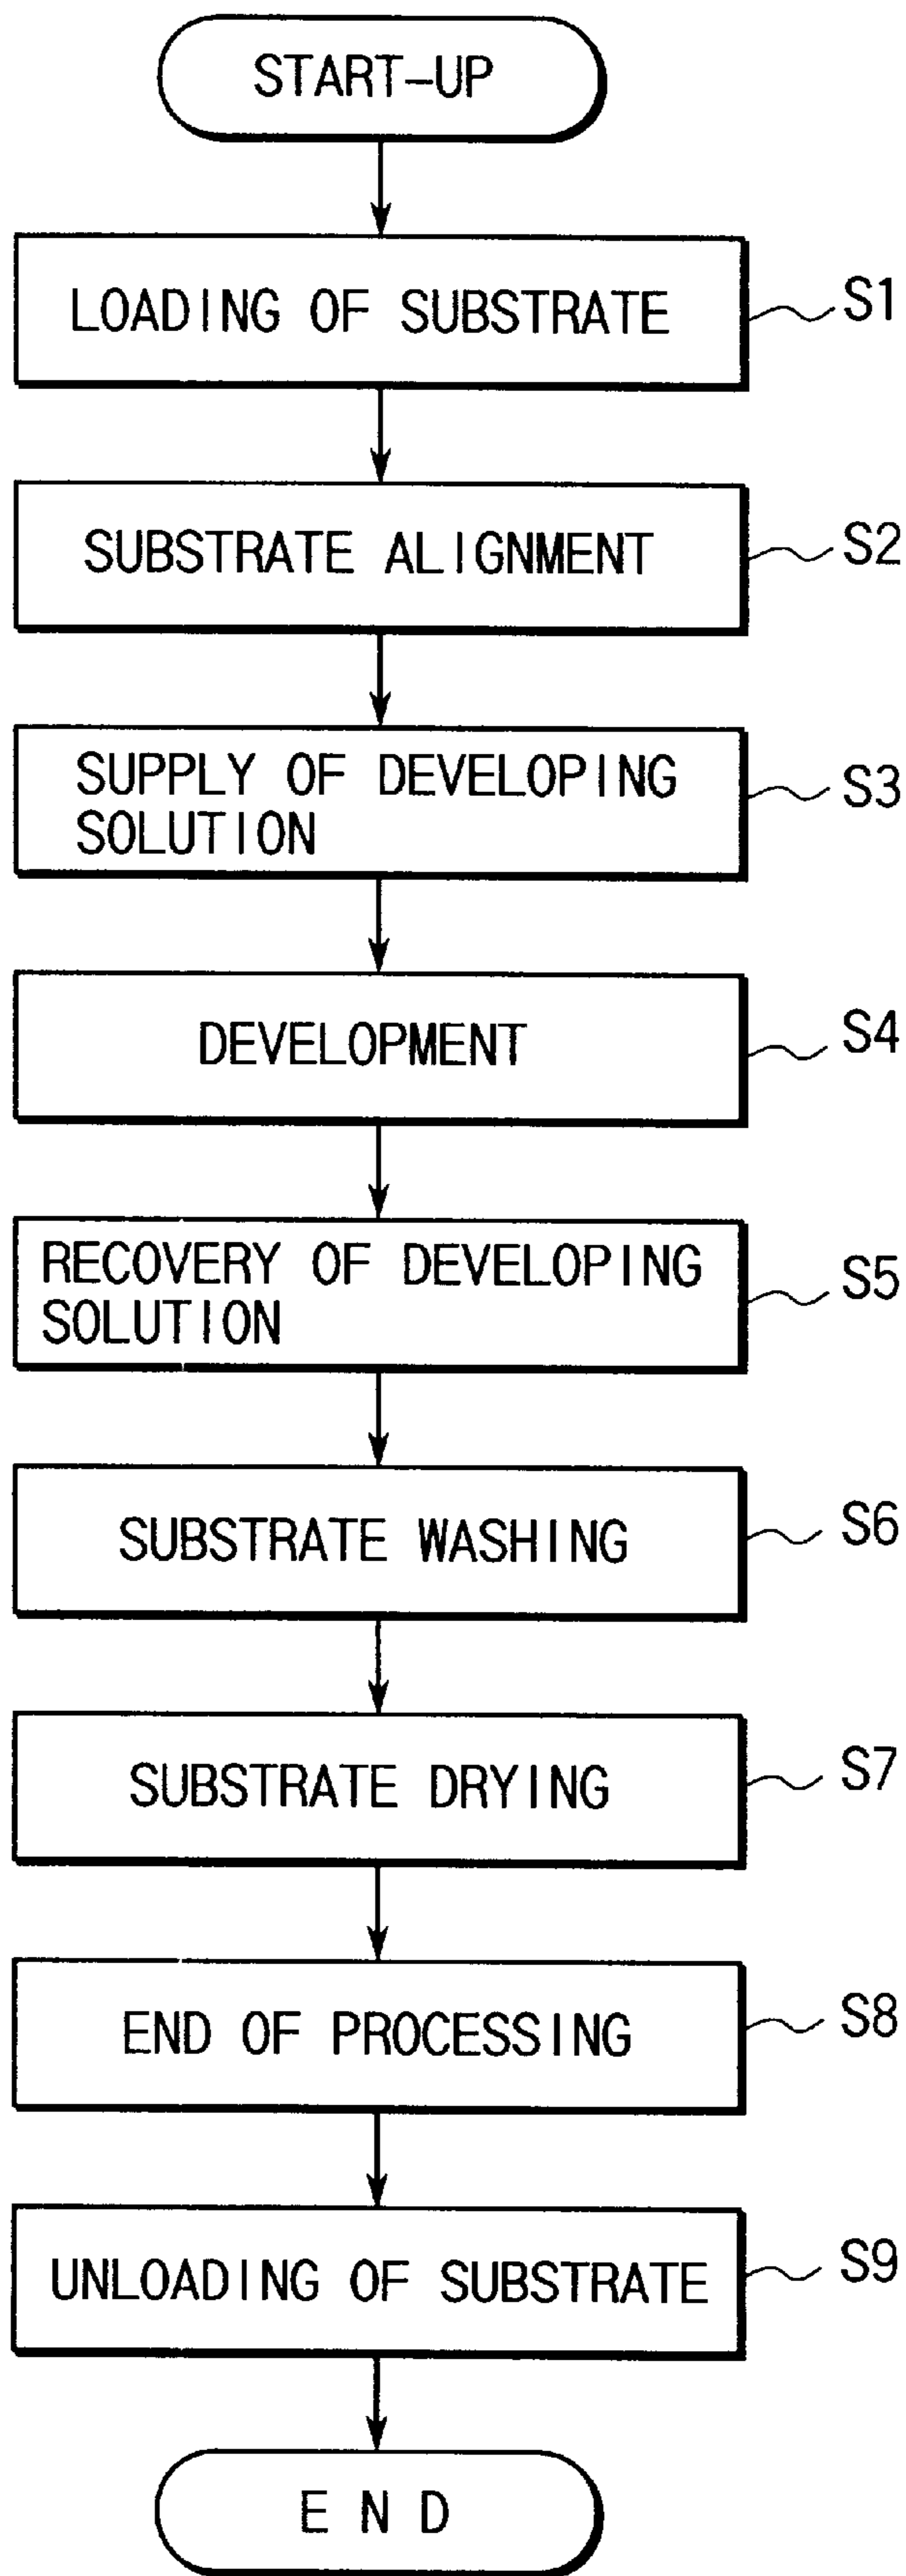 START-UP
LOADING OF SUBSTRATE
S1
SUBSTRATE ALIGNMENT
S2
SUPPLY OF DEVELOPING
SOLUTION
S3
DEVELOPMENT
S4
RECOVERY OF DEVELOPING
SOLUTION
S5
SUBSTRATE WASHING
S6
SUBSTRATE DRYING
S7
END OF PROCESSING
S8
UNLOADING OF SUBSTRATE
S9
END